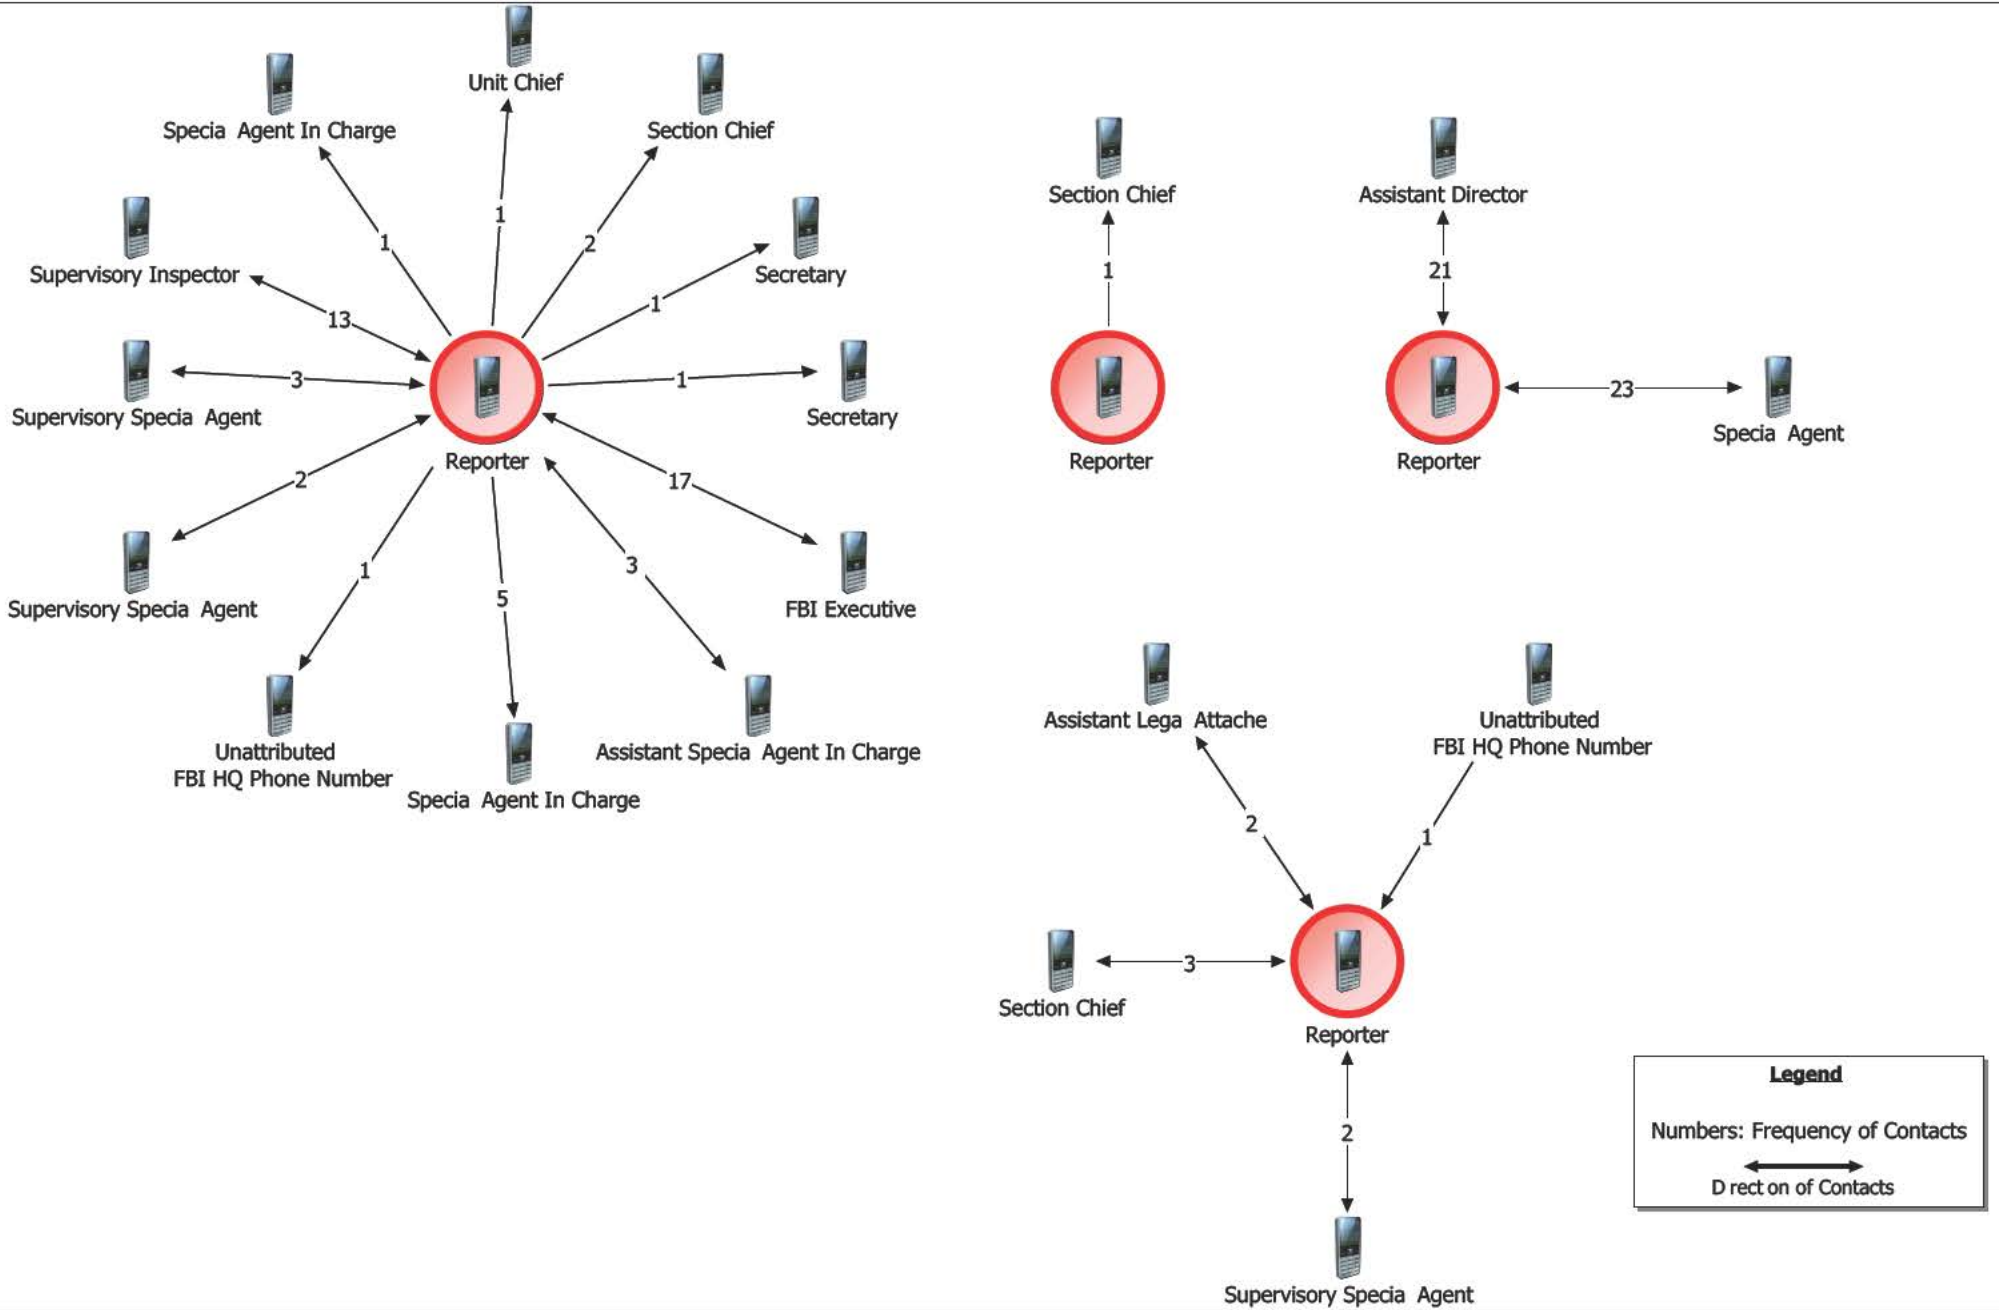 Unit Chief
Specia Agent In Charge
Section Chief
Supervisory Inspector
Secretary
Supervisory Specia Agent
Secretary
Reporter
Supervisory Specia Agent
FBI Executive
Unattributed
FBI HQ Phone Number
Specia Agent In Charge
Assistant Specia Agent In Charge
1
1
2
1
13
1
3
1
2
17
1
5
3
Section Chief
1
Reporter
Assistant Director
21
Reporter
23
Specia Agent
Assistant Lega Attache
Unattributed
FBI HQ Phone Number
2
1
3
Section Chief
Reporter
2
Supervisory Specia Agent
Legend
Numbers: Frequency of Contacts
D rect on of Contacts